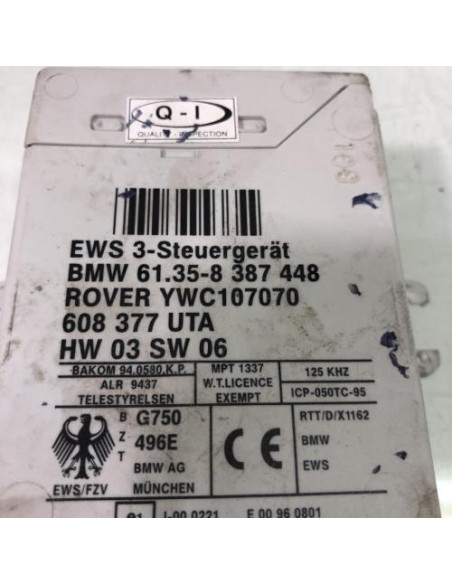 Q - I
QUALITY - INSPECTION
EWS 3-Steuergerät
BMW 61.35-8 387 448
ROVER YWC107070
608 377 UTA
HW 03 SW 06
BAKOM 94.0580.K.P.
ALR 9437
TELESTYRELSEN
MPT 1337
W.T.LICENCE
EXEMPT
125 KHZ
ICP-050TC-95
B G750
Z 496E
T BMW AG
EWS/FZV MÜNCHEN
CE
RTT/D/X1162
BMW
EWS
I-00 0221 E 00 96 0801